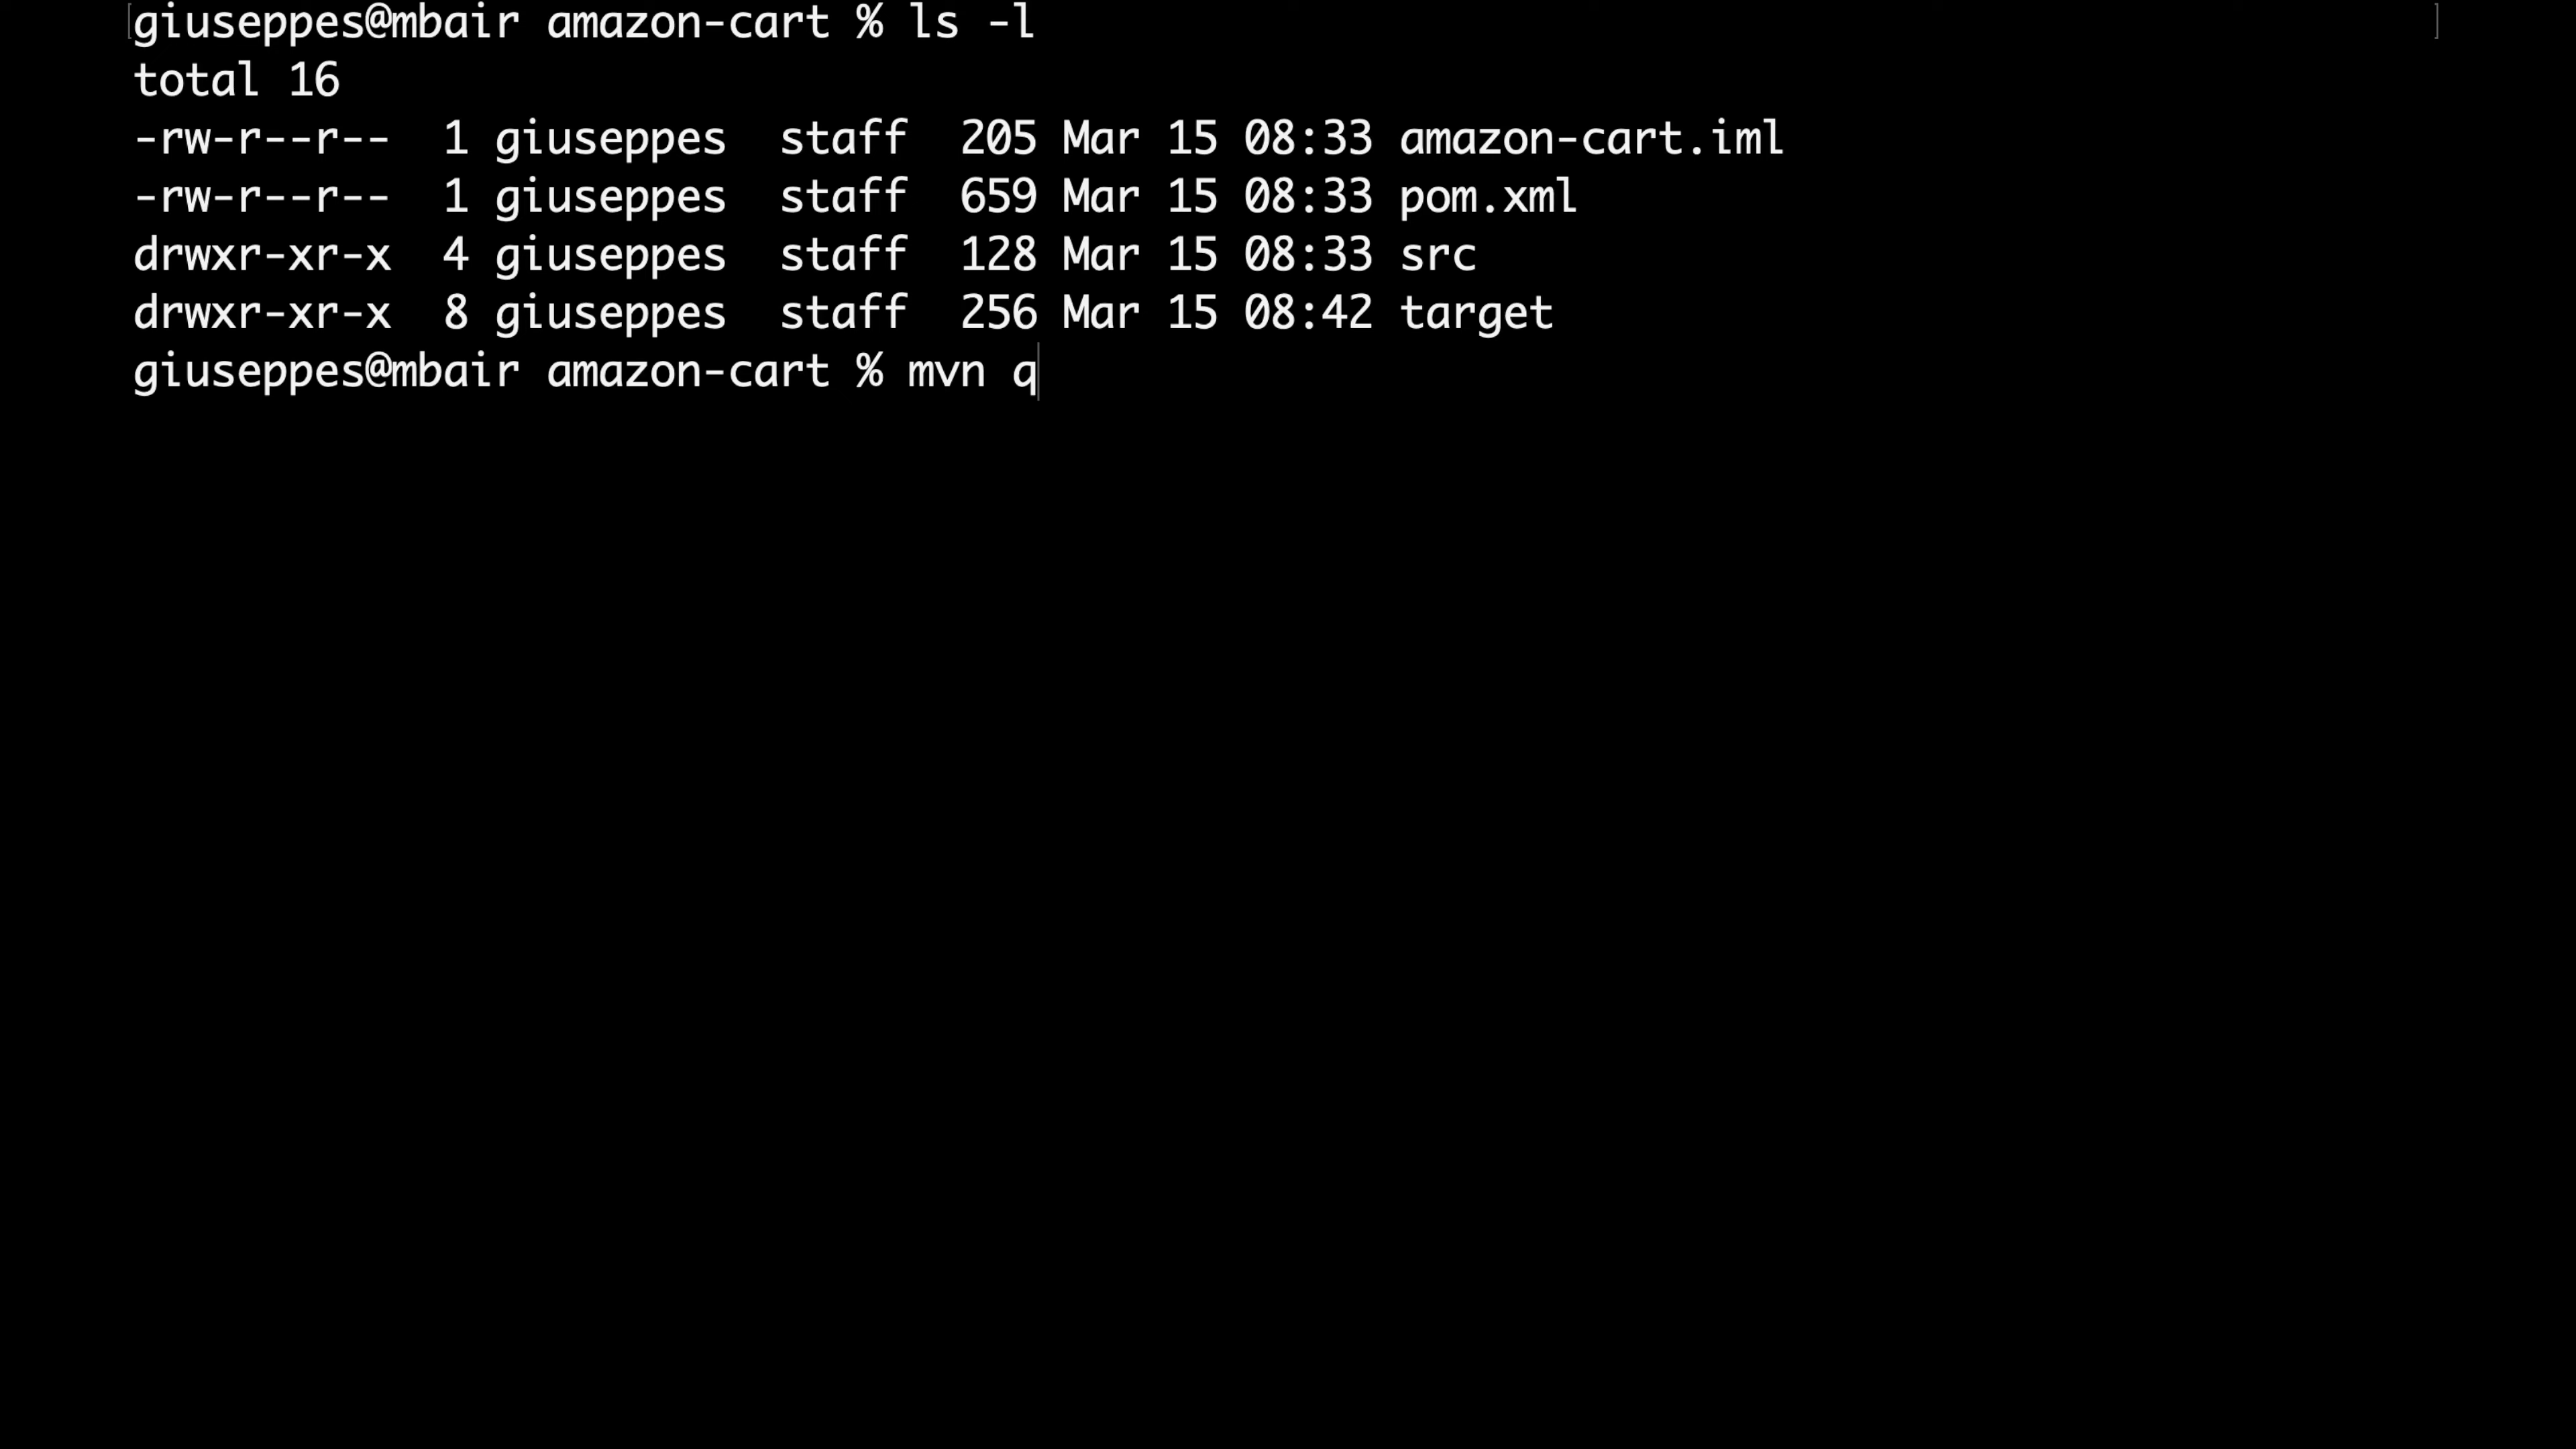 [giuseppes@mbair amazon-cart % ls -l ]
total 16
-rw-r--r--  1 giuseppes  staff  205 Mar 15 08:33 amazon-cart.iml
-rw-r--r--  1 giuseppes  staff  659 Mar 15 08:33 pom.xml
drwxr-xr-x  4 giuseppes  staff  128 Mar 15 08:33 src
drwxr-xr-x  8 giuseppes  staff  256 Mar 15 08:42 target
giuseppes@mbair amazon-cart % mvn q